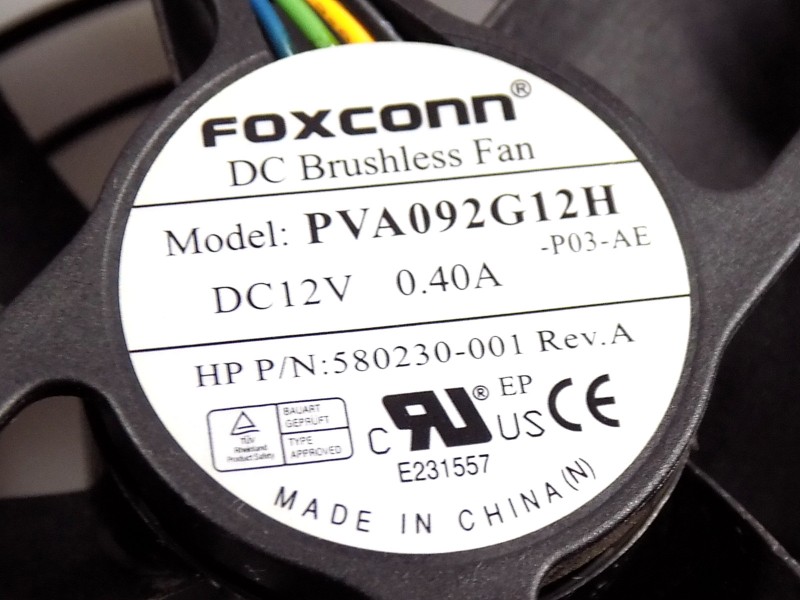 FOXCONN®
DC Brushless Fan
Model: PVA092G12H
-P03-AE
DC12V 0.40A
HP P/N:580230-001 Rev.A
BAUART
GEPRÜFT
TÜV
Rheinland
Product Safety
TYPE
APPROVED
c RU® US EP CE
E231557
MADE IN CHINA(N)